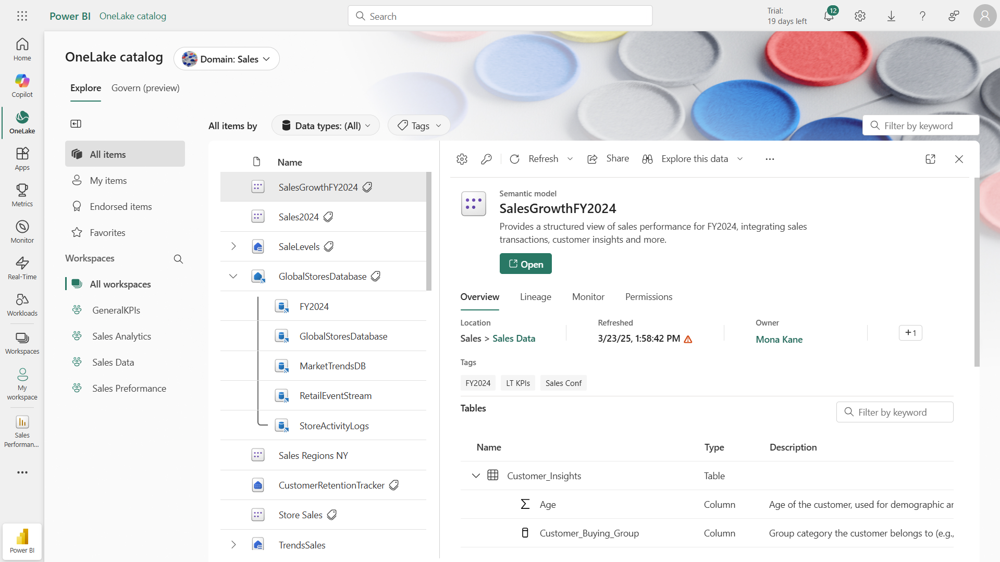 Power BI OneLake catalog
Search
Trial:
19 days left
12
Home
Copilot
OneLake
Apps
Metrics
Monitor
Real-Time
Workloads
Workspaces
My
workspace
Sales
Performan...
Power BI
OneLake catalog
Domain: Sales
Explore
Govern (preview)
All items
My items
Endorsed items
Favorites
Workspaces
All workspaces
GeneralKPIs
Sales Analytics
Sales Data
Sales Preformance
All items by
Data types: (All)
Tags
Filter by keyword
Name
SalesGrowthFY2024
Sales2024
SaleLevels
GlobalStoresDatabase
FY2024
GlobalStoresDatabase
MarketTrendsDB
RetailEventStream
StoreActivityLogs
Sales Regions NY
CustomerRetentionTracker
Store Sales
TrendsSales
Refresh
Share
Explore this data
Semantic model
SalesGrowthFY2024
Provides a structured view of sales performance for FY2024, integrating sales
transactions, customer insights and more.
Open
Overview Lineage Monitor Permissions
Location Refreshed Owner
Sales > Sales Data 3/23/25, 1:58:42 PM Mona Kane +1
Tags
FY2024 LT KPIs Sales Conf
Tables
Filter by keyword
Name Type Description
Customer_Insights Table
Age Column Age of the customer, used for demographic ar
Customer_Buying_Group Column Group category the customer belongs to (e.g.,